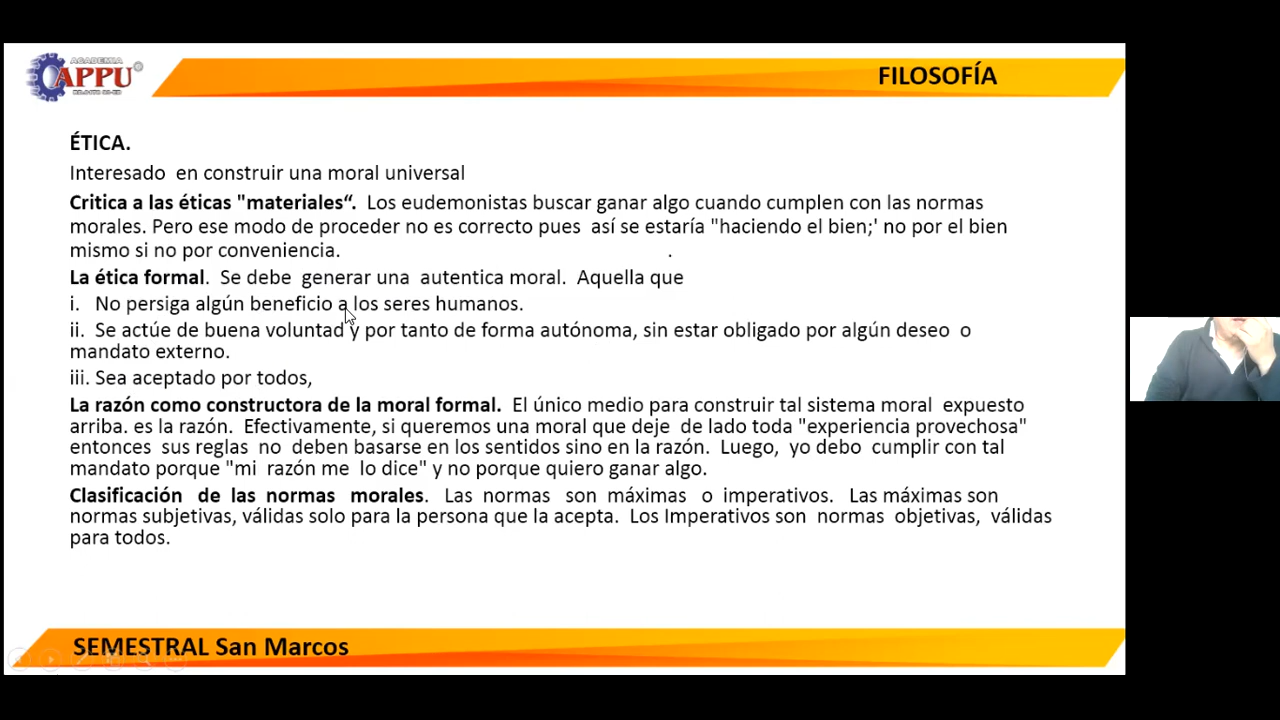 ACADEMIA
APPU
FILOSOFÍA
ÉTICA.
Interesado en construir una moral universal
Critica a las éticas "materiales“. Los eudemonistas buscar ganar algo cuando cumplen con las normas
morales. Pero ese modo de proceder no es correcto pues así se estaría "haciendo el bien;' no por el bien
mismo si no por conveniencia. .
La ética formal. Se debe generar una autentica moral. Aquella que
i. No persiga algún beneficio a los seres humanos.
ii. Se actúe de buena voluntad y por tanto de forma autónoma, sin estar obligado por algún deseo o
mandato externo.
iii. Sea aceptado por todos,
La razón como constructora de la moral formal. El único medio para construir tal sistema moral expuesto
arriba. es la razón. Efectivamente, si queremos una moral que deje de lado toda "experiencia provechosa"
entonces sus reglas no deben basarse en los sentidos sino en la razón. Luego, yo debo cumplir con tal
mandato porque "mi razón me lo dice" y no porque quiero ganar algo.
Clasificación de las normas morales. Las normas son máximas o imperativos. Las máximas son
normas subjetivas, válidas solo para la persona que la acepta. Los Imperativos son normas objetivas, válidas
para todos.
SEMESTRAL San Marcos